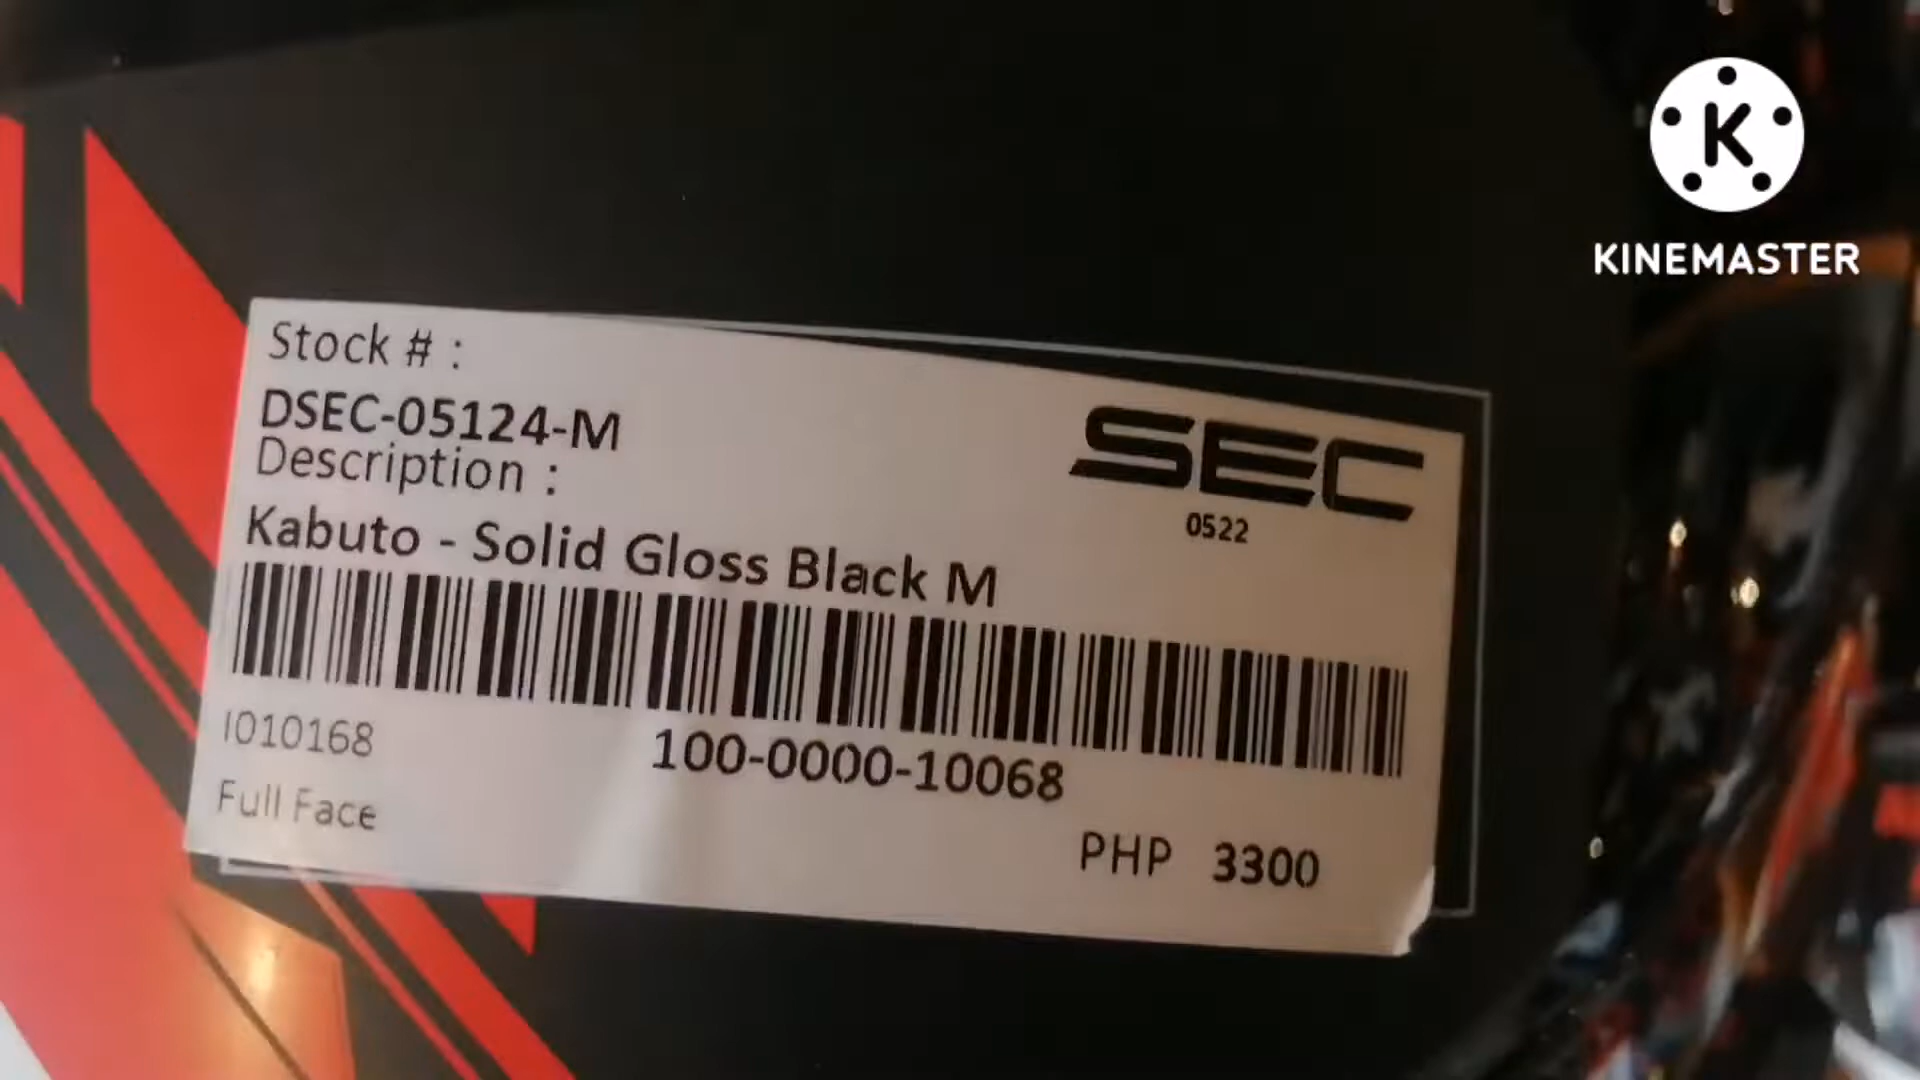 K
KINEMASTER
Stock # :
DSEC-05124-M
Description :
Kabuto - Solid Gloss Black M
SEC
0522
I010168
100-0000-10068
Full Face
PHP 3300